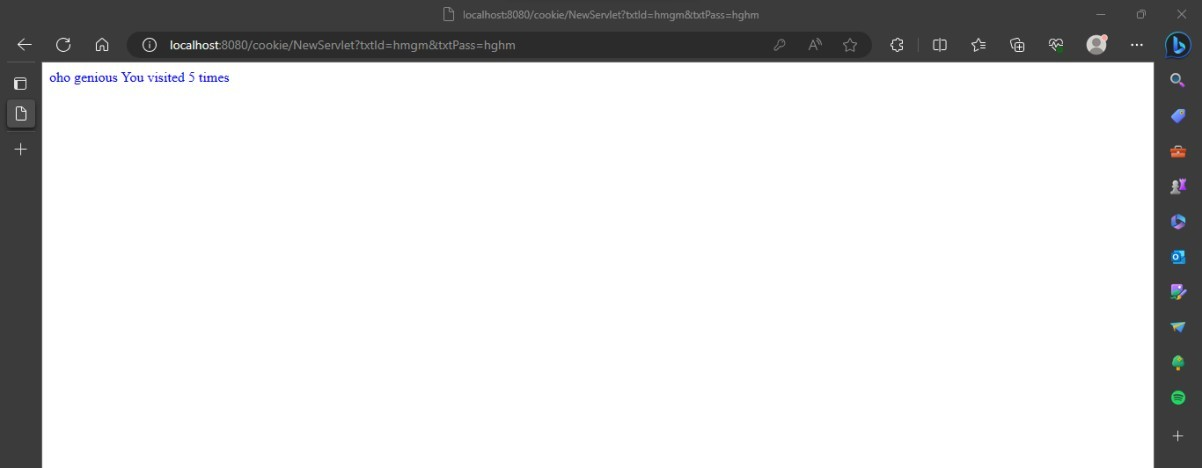 localhost:8080/cookie/NewServlet?txtId=hmgm&txtPass=hghm
localhost:8080/cookie/NewServlet?txtId=hmgm&txtPass=hghm
oho genious You visited 5 times